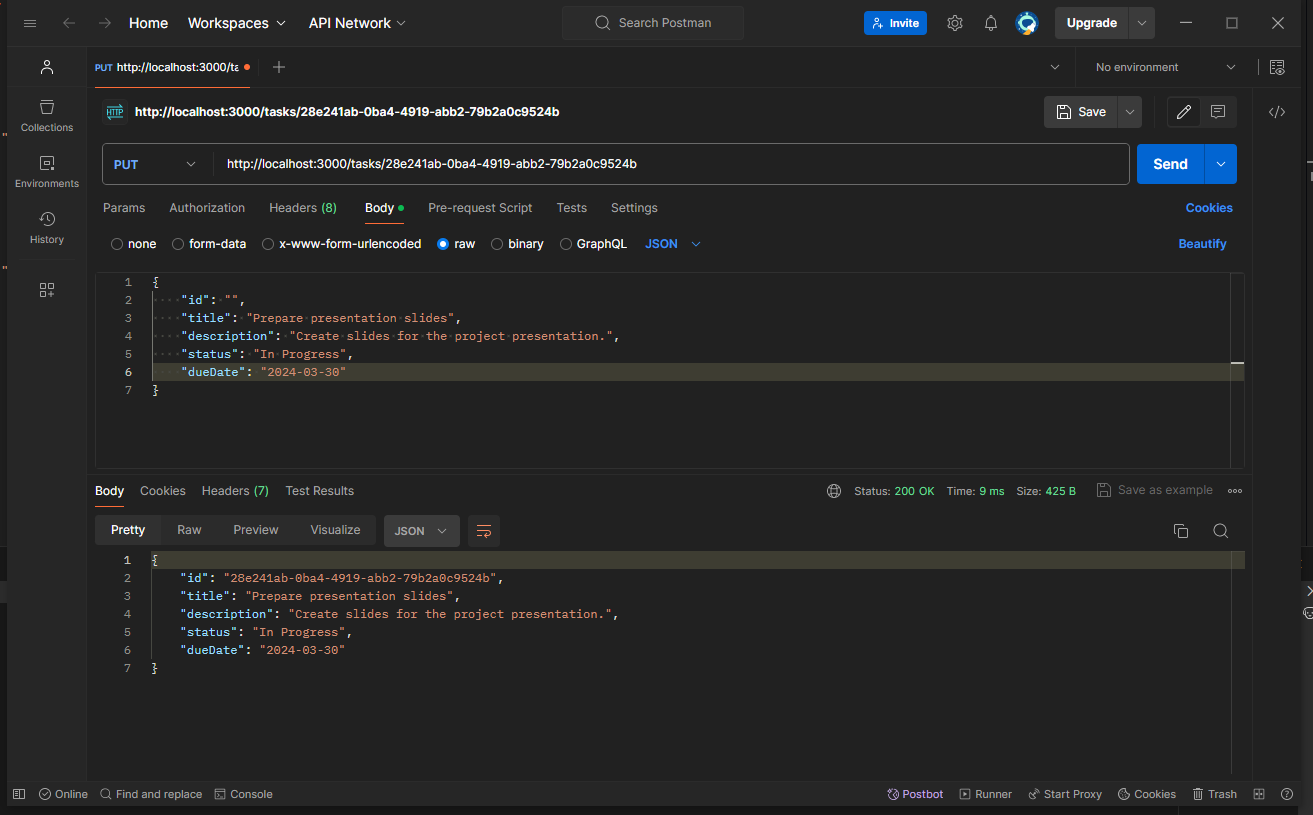 Home Workspaces API Network Search Postman Invite Upgrade
PUT http://localhost:3000/ta No environment
HTTP http://localhost:3000/tasks/28e241ab-0ba4-4919-abb2-79b2a0c9524b Save
Collections
Environments
History
PUT http://localhost:3000/tasks/28e241ab-0ba4-4919-abb2-79b2a0c9524b Send
Params Authorization Headers (8) Body Pre-request Script Tests Settings Cookies
none form-data x-www-form-urlencoded raw binary GraphQL JSON Beautify
1 {
2 "id": "",
3 "title": "Prepare presentation slides",
4 "description": "Create slides for the project presentation.",
5 "status": "In Progress",
6 "dueDate": "2024-03-30"
7 }
Body Cookies Headers (7) Test Results Status: 200 OK Time: 9 ms Size: 425 B Save as example
Pretty Raw Preview Visualize JSON
1 {
2 "id": "28e241ab-0ba4-4919-abb2-79b2a0c9524b",
3 "title": "Prepare presentation slides",
4 "description": "Create slides for the project presentation.",
5 "status": "In Progress",
6 "dueDate": "2024-03-30"
7 }
Online Find and replace Console Postbot Runner Start Proxy Cookies Trash